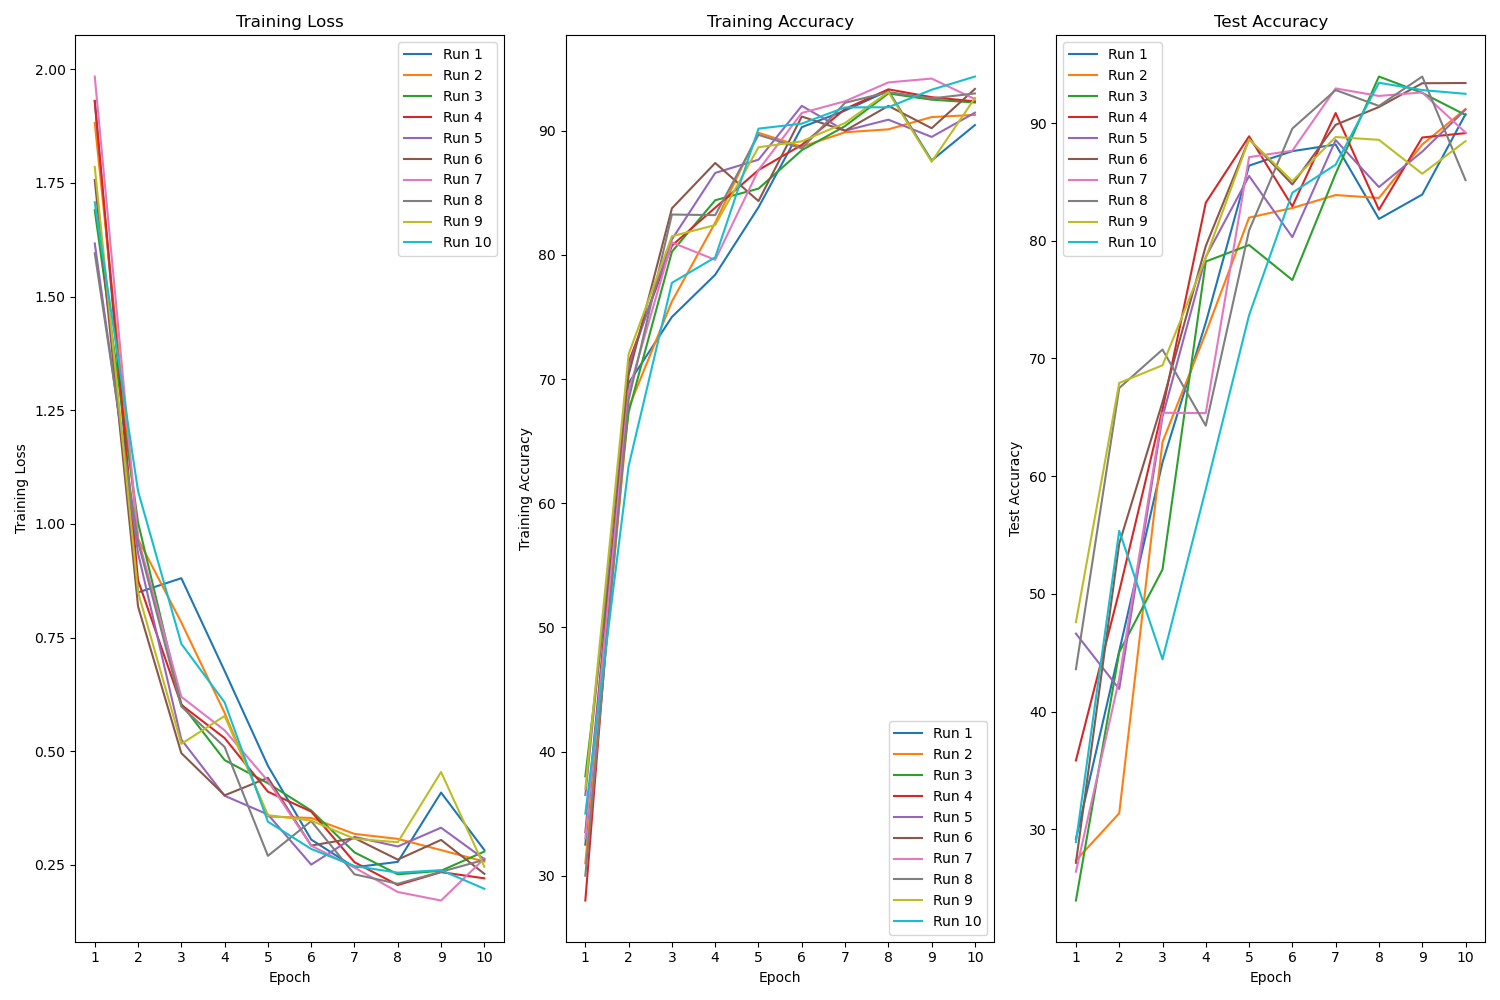 Training Loss
Training Loss
2.00
1.75
1.50
1.25
1.00
0.75
0.50
0.25
Run 1
Run 2
Run 3
Run 4
Run 5
Run 6
Run 7
Run 8
Run 9
Run 10
1 2 3 4 5 6 7 8 9 10
Epoch
Training Accuracy
Training Accuracy
90
80
70
60
50
40
30
Run 1
Run 2
Run 3
Run 4
Run 5
Run 6
Run 7
Run 8
Run 9
Run 10
1 2 3 4 5 6 7 8 9 10
Epoch
Test Accuracy
Test Accuracy
Run 1
Run 2
Run 3
Run 4
Run 5
Run 6
Run 7
Run 8
Run 9
Run 10
90
80
70
60
50
40
30
1 2 3 4 5 6 7 8 9 10
Epoch